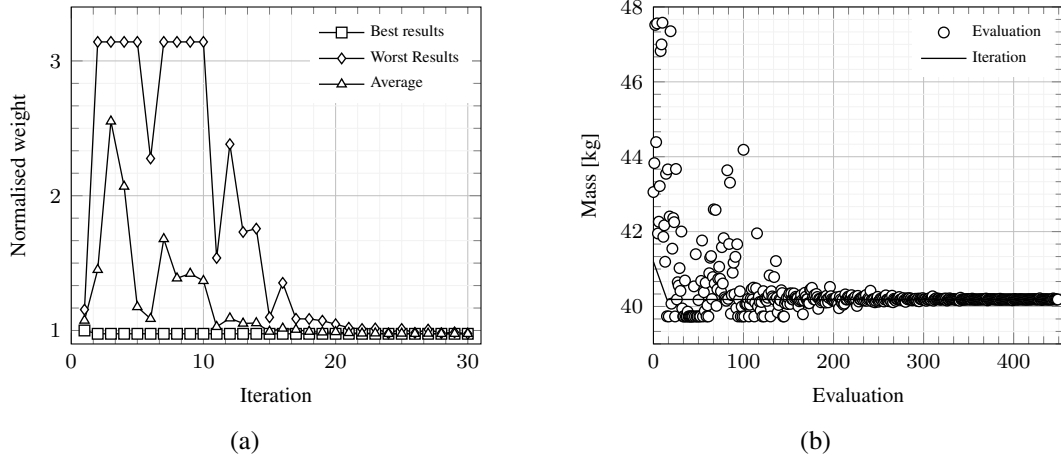 Best results
Worst Results
Average
3
2
1
0
10
20
30
Normalised weight
Iteration
(a)
Evaluation
Iteration
48
46
44
42
40
0
100
200
300
400
Mass [kg]
Evaluation
(b)